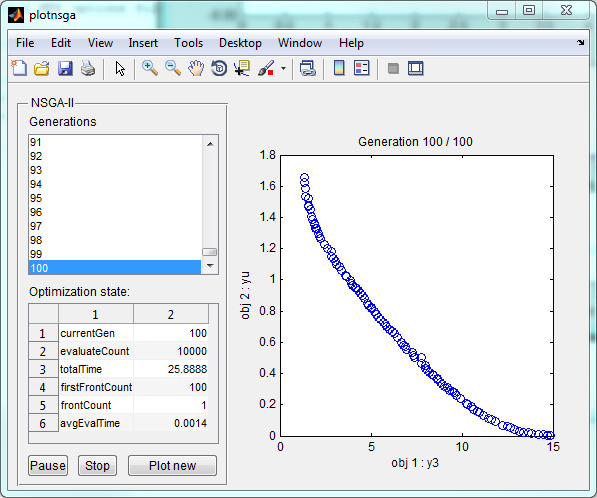 plotnsga
File Edit View Insert Tools Desktop Window Help
NSGA-II
Generations
91
92
93
94
95
96
97
98
99
100
Optimization state:
1 2
1 currentGen 100
2 evaluateCount 10000
3 totalTime 25.8888
4 firstFrontCount 100
5 frontCount 1
6 avgEvalTime 0.0014
Pause Stop Plot new
Generation 100 / 100
1.8
1.6
1.4
1.2
1
0.8
0.6
0.4
0.2
0
obj 2 : yu
0 5 10 15
obj 1 : y3